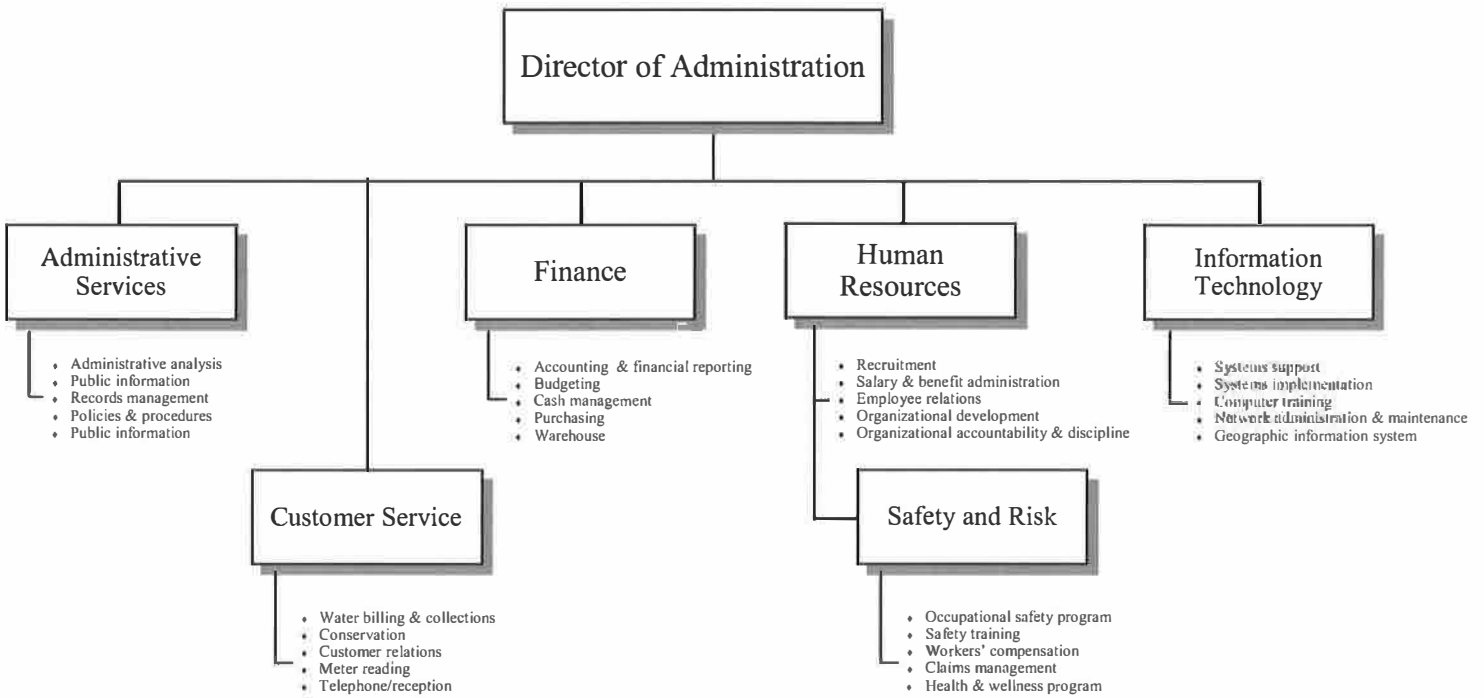 Director of Administration
Administrative
Services
Finance
Human
Resources
Information
Technology
Administrative analysis
Public information
Records management
Policies & procedures
Public information
Accounting & financial reporting
Budgeting
Cash management
Purchasing
Warehouse
Recruitment
Salary & benefit administration
Employee relations
Organizational development
Organizational accountability & discipline
Systems support
Systems implementation
Computer training
Network administration & maintenance
Geographic information system
Customer Service
Safety and Risk
Water billing & collections
Conservation
Customer relations
Meter reading
Telephone/reception
Occupational safety program
Safety training
Workers' compensation
Claims management
Health & wellness program